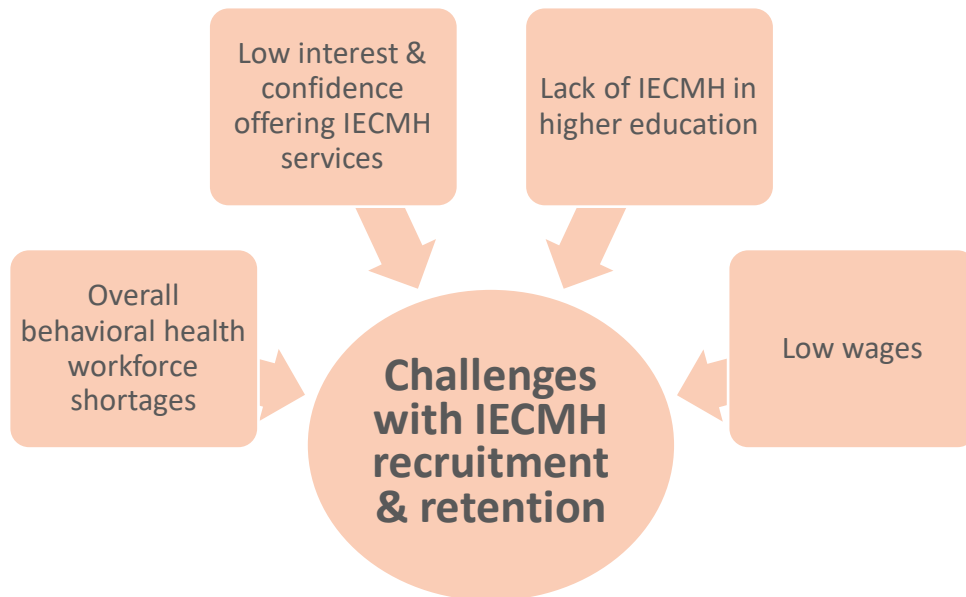 Low interest &
confidence
offering IECMH
services
Lack of IECMH in
higher education
Overall
behavioral health
workforce
shortages
Low wages
Challenges
with IECMH
recruitment
& retention